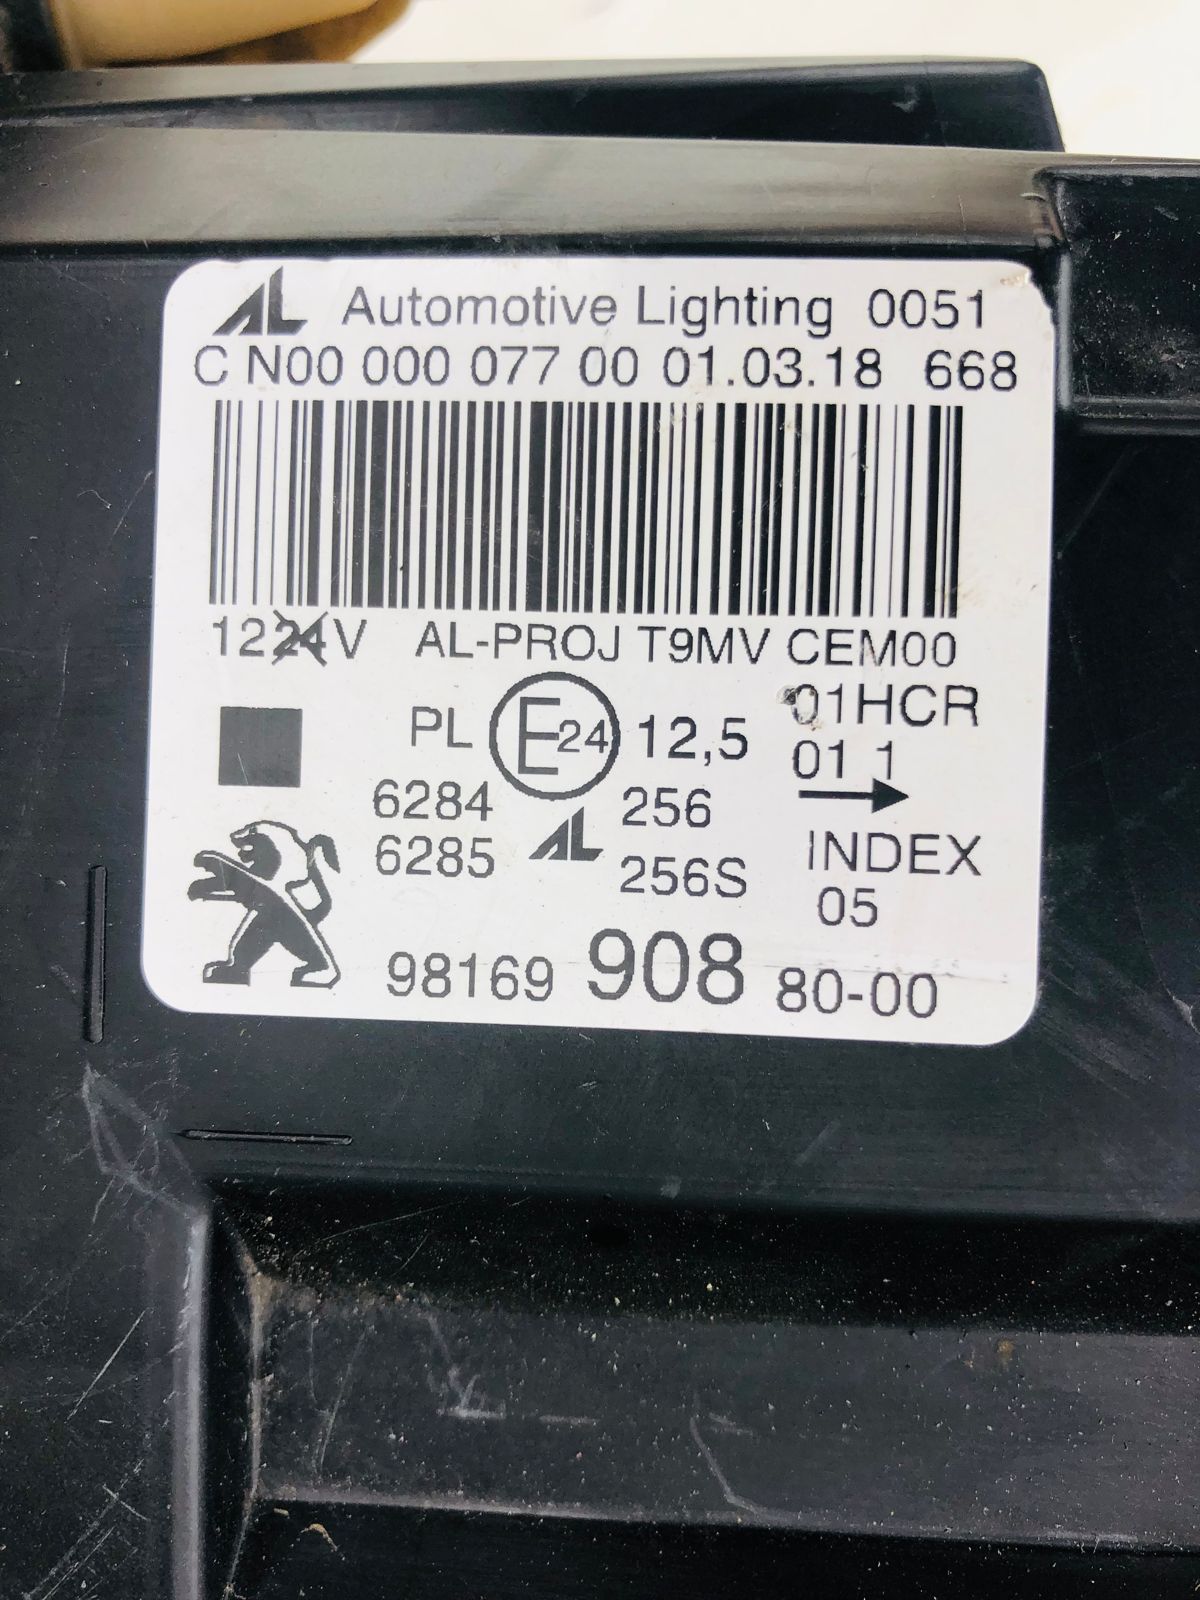 AL Automotive Lighting 0051
C N00 000 077 00 01.03.18 668
1224V AL-PROJ T9MV CEM00
PL E24 12,5 01HCR
01 1
6284 256
6285 AL 256S
INDEX
05
98169 908 80-00